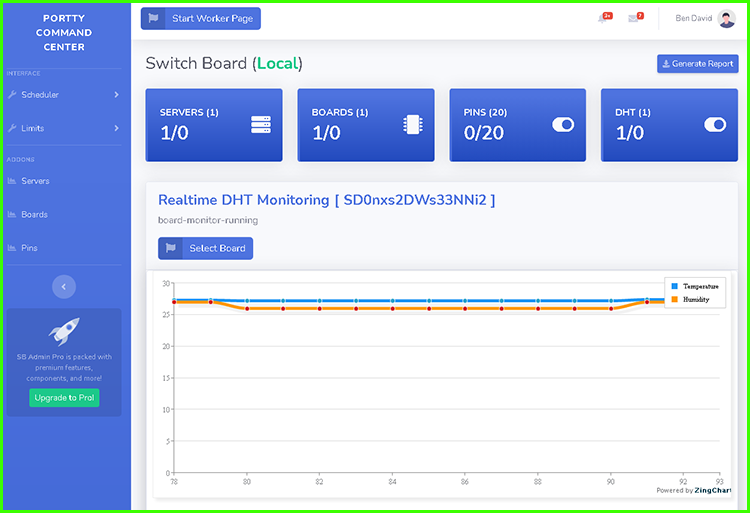 PORTTY
COMMAND
CENTER
INTERFACE
Scheduler
Limits
ADDONS
Servers
Boards
Pins
SB Admin Pro is packed with
premium features,
components, and more!
Upgrade to Pro!
Start Worker Page
3+
7
Ben David
Switch Board (Local)
Generate Report
SERVERS (1)
1/0
BOARDS (1)
1/0
PINS (20)
0/20
DHT (1)
1/0
Realtime DHT Monitoring [ SD0nxs2DWs33NNi2 ]
board-monitor-running
Select Board
Temperature
Humidity
30
25
20
15
10
5
0
78 80 82 84 86 88 90 92 93
Powered by ZingChart